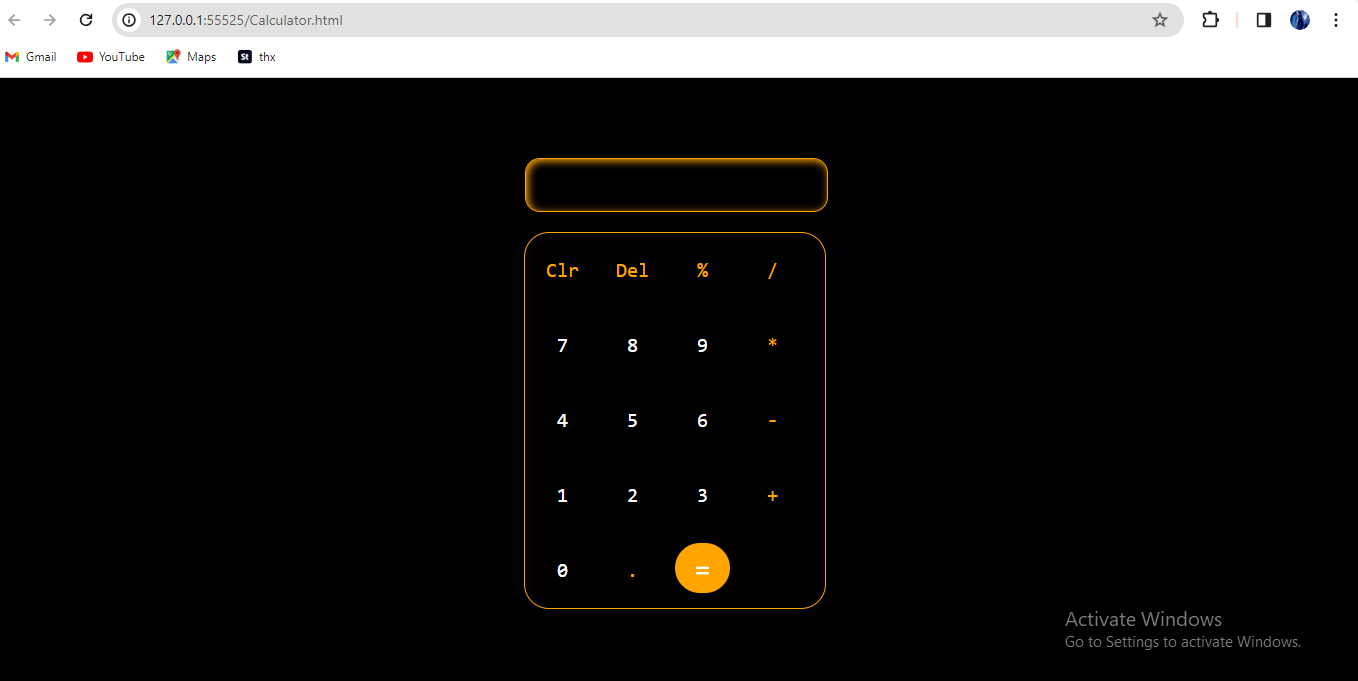 127.0.0.1:55525/Calculator.html
Gmail YouTube Maps St thx
Clr Del % /
7 8 9 *
4 5 6 -
1 2 3 +
0 . =
Activate Windows
Go to Settings to activate Windows.